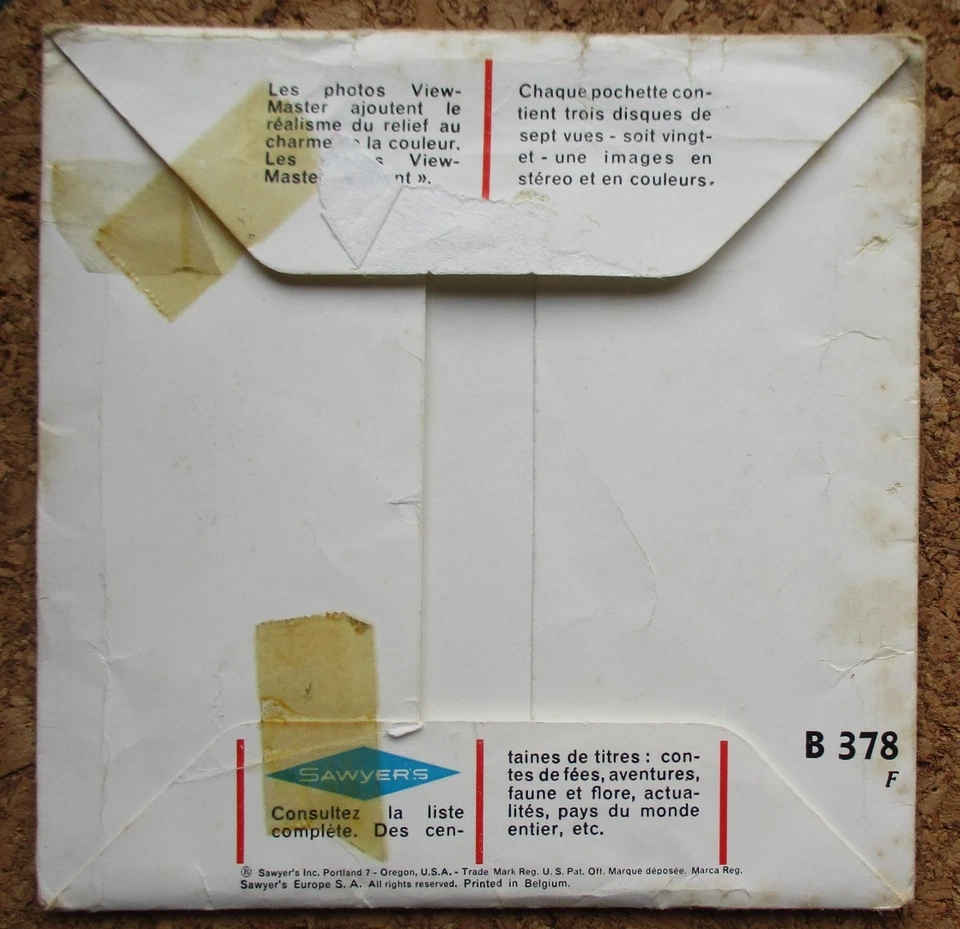 Les photos View-
Master ajoutent le
réalisme du relief au
charme la couleur.
Les View-
Maste nt ».
Chaque pochette con-
tient trois disques de
sept vues - soit vingt-
et - une images en
stéreo et en couleurs.
B 378
F
SAWYER'S
Consultez la liste
complète. Des cen-
taines de titres : con-
tes de fées, aventures,
faune et flore, actua-
lités, pays du monde
entier, etc.
® Sawyer's Inc. Portland 7 - Oregon, U.S.A. - Trade Mark Reg. U. S. Pat. Off. Marque déposée. Marca Reg.
Sawyer's Europe S. A. All rights reserved. Printed in Belgium.